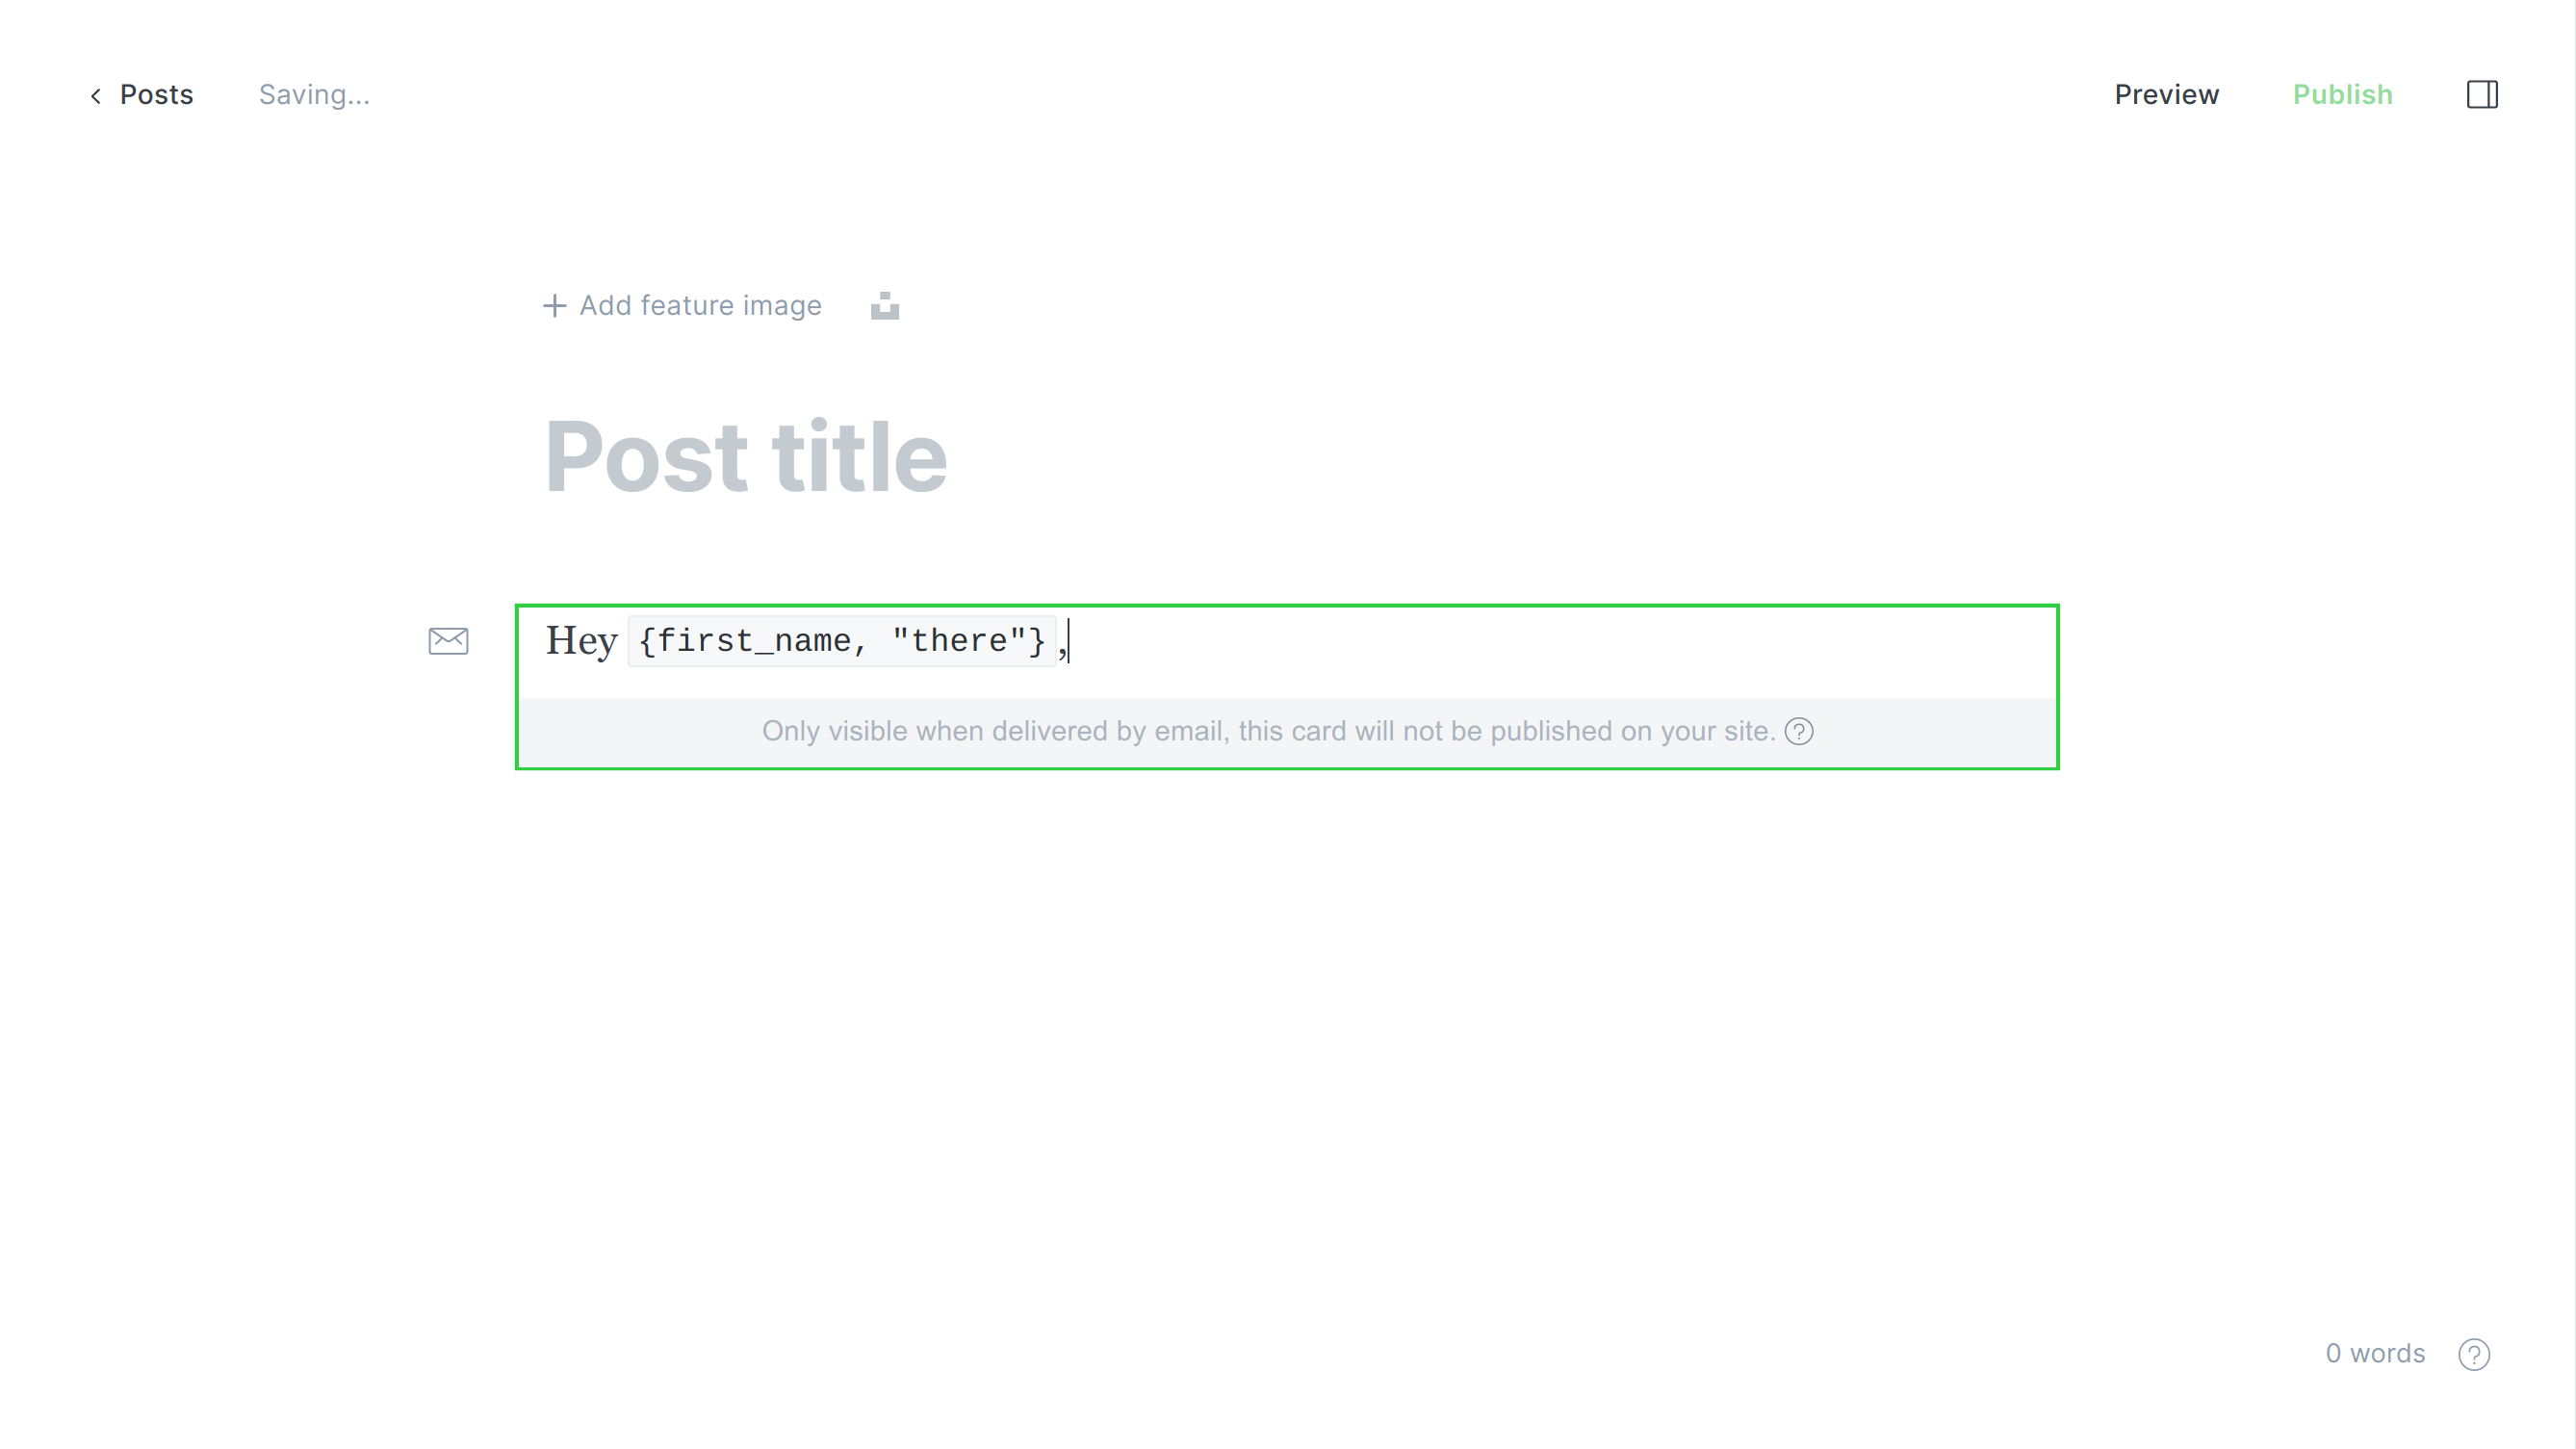 Posts Saving... Preview Publish
Add feature image
Post title
Hey {first_name, "there"},
Only visible when delivered by email, this card will not be published on your site. ?
0 words ?